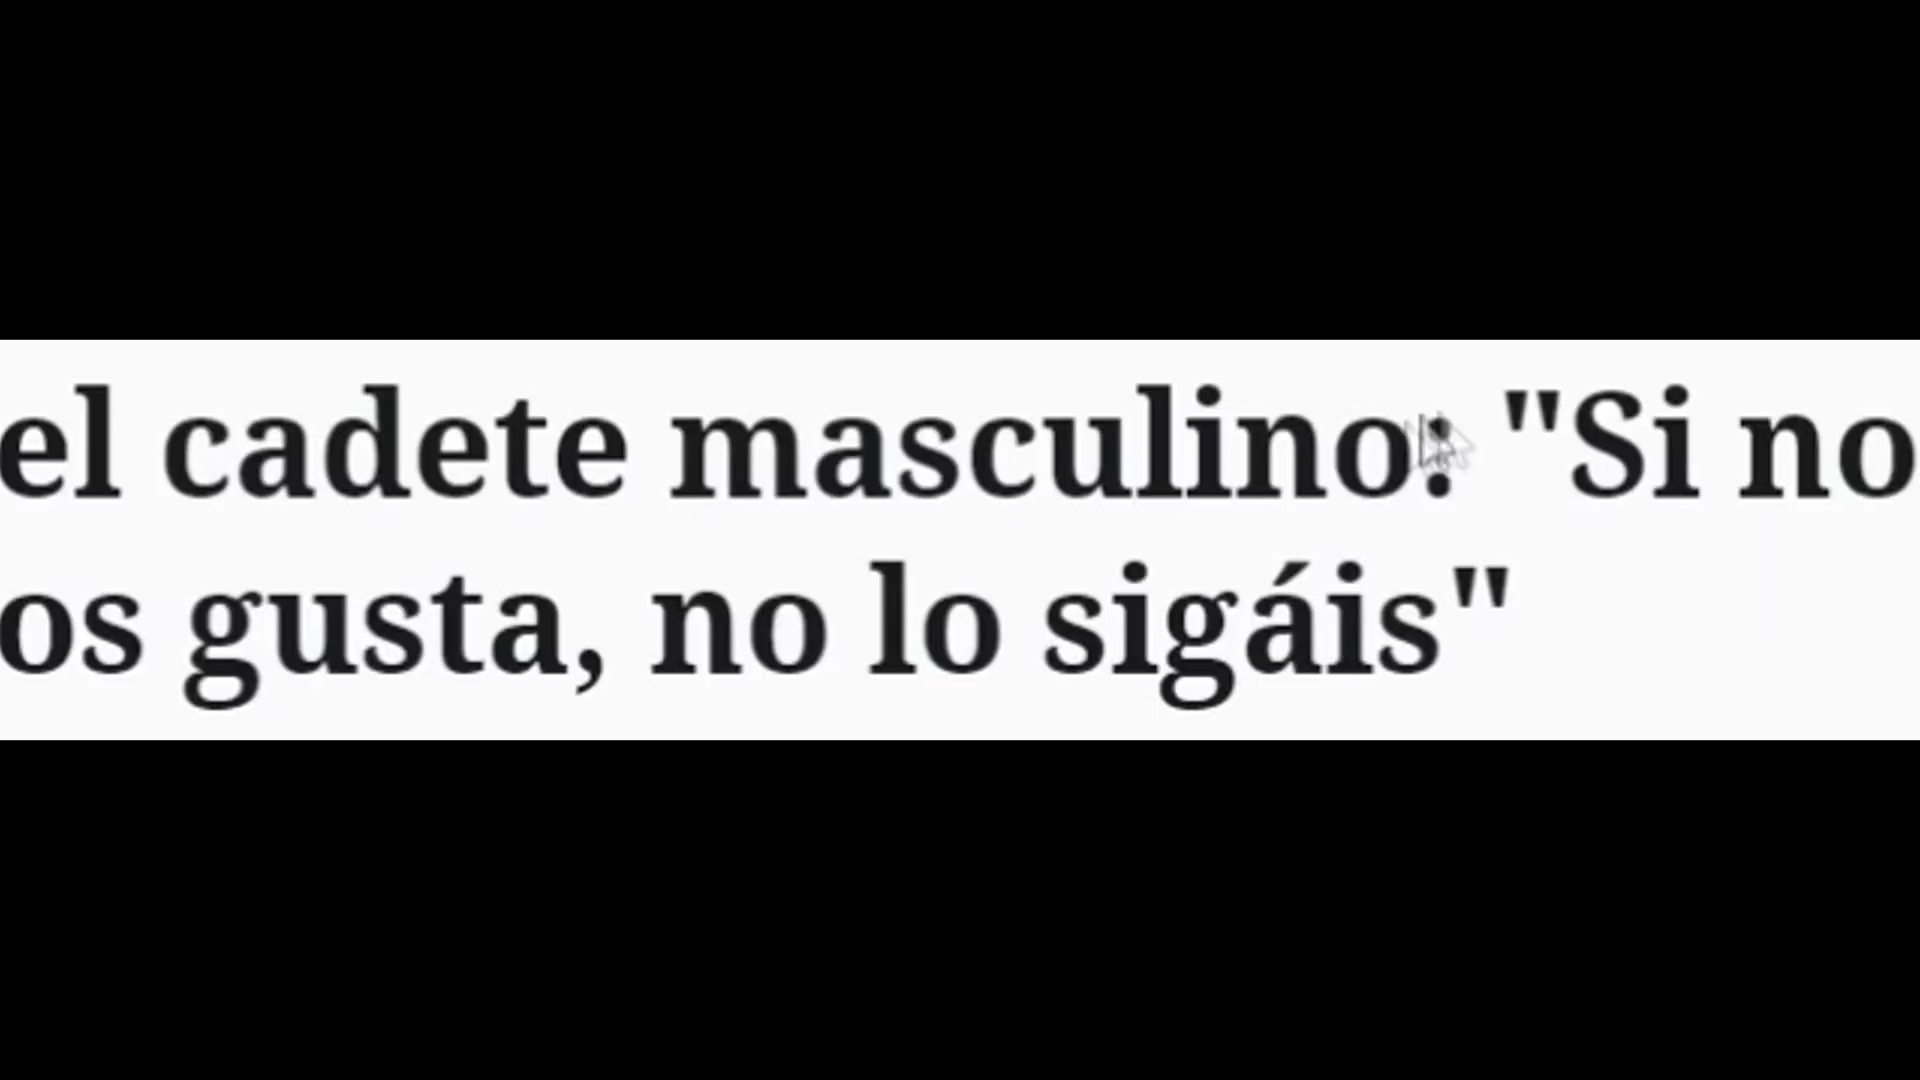 el cadete masculino: "Si no
os gusta, no lo sigáis"